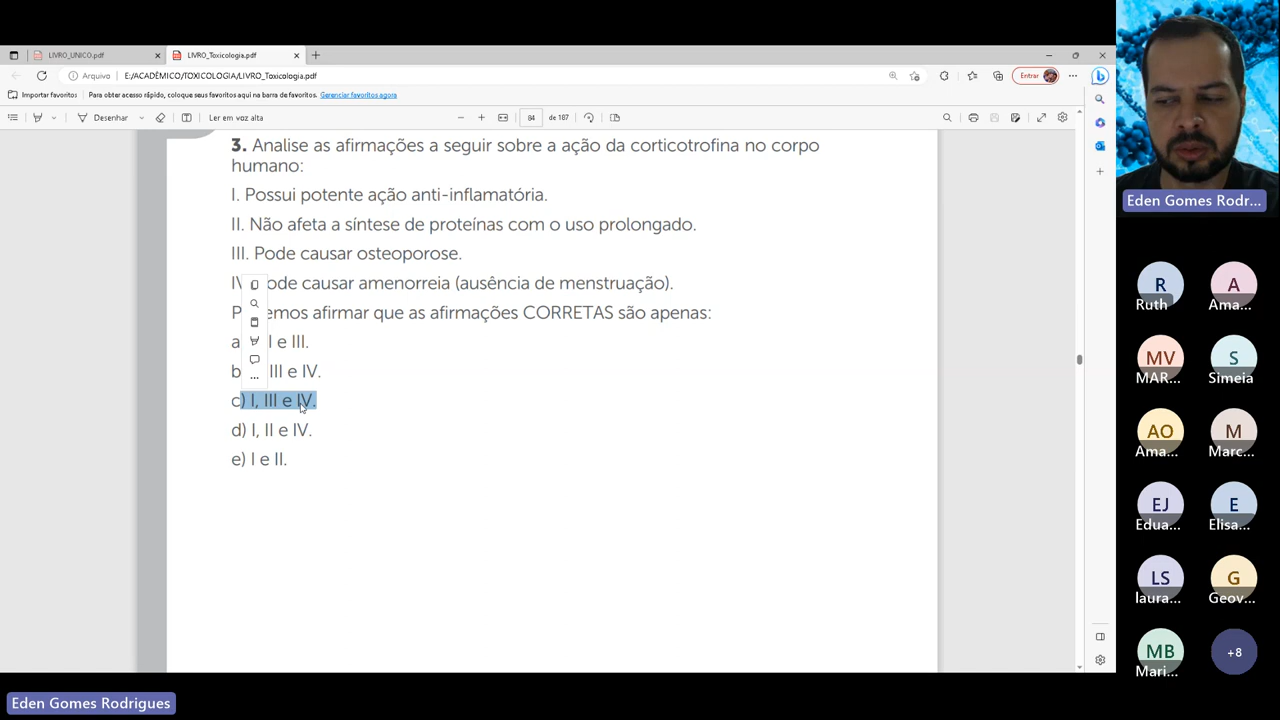 LIVRO_UNICO.pdf
LIVRO_Toxicologia.pdf
Arquivo
E:/ACADÊMICO/TOXICOLOGIA/LIVRO_Toxicologia.pdf
Entrar
Importar favoritos
Para obter acesso rápido, coloque seus favoritos aqui na barra de favoritos. Gerenciar favoritos agora
Desenhar
Ler em voz alta
84 de 187
3. Analise as afirmações a seguir sobre a ação da corticotrofina no corpo
humano:
I. Possui potente ação anti-inflamatória.
II. Não afeta a síntese de proteínas com o uso prolongado.
III. Pode causar osteoporose.
ode causar amenorreia (ausência de menstruação).
P emos afirmar que as afirmações CORRETAS são apenas:
a I e III.
b III e IV.
c) I, III e IV.
d) I, II e IV.
e) I e II.
Eden Gomes Rodr...
R
Ruth
A
Ama...
MV
MAR...
S
Simeia
AO
Ama...
M
Marc...
EJ
Edua...
E
Elisa...
LS
laura...
G
Geov...
MB
Mari...
+8
Eden Gomes Rodrigues